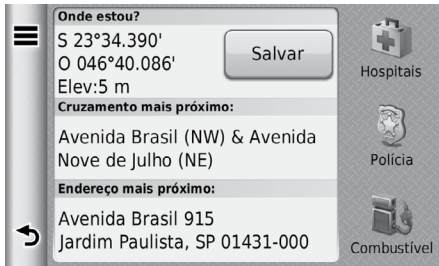 Onde estou?
S 23°34.390'
O 046°40.086'
Elev:5 m
Salvar
Cruzamento mais próximo:
Avenida Brasil (NW) & Avenida
Nove de Julho (NE)
Endereço mais próximo:
Avenida Brasil 915
Jardim Paulista, SP 01431-000
Hospitais
Polícia
Combustível